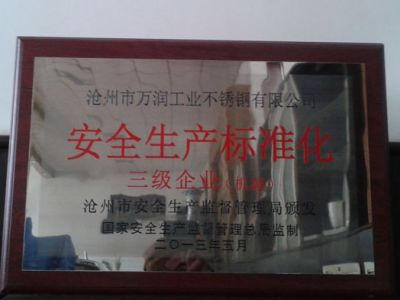 沧州市万润工业不锈钢有限公司
安全生产标准化
三级企业(机械)
沧州市安全生产监督管理局颁发
国家安全生产监督管理总局监制
二〇一三年五月